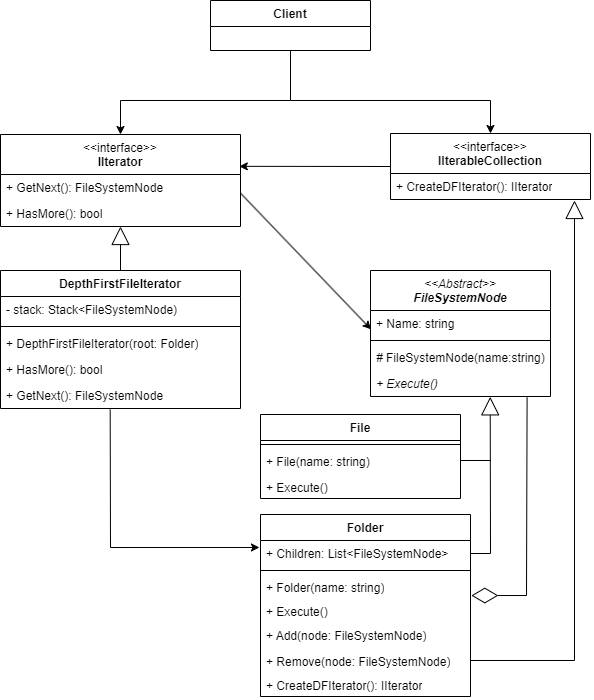 Client
<<interface>>
IIterator
+ GetNext(): FileSystemNode
+ HasMore(): bool
<<interface>>
IIterableCollection
+ CreateDFIterator(): IIterator
DepthFirstFileIterator
- stack: Stack<FileSystemNode>
+ DepthFirstFileIterator(root: Folder)
+ HasMore(): bool
+ GetNext(): FileSystemNode
<<Abstract>>
FileSystemNode
+ Name: string
# FileSystemNode(name:string)
+ Execute()
File
+ File(name: string)
+ Execute()
Folder
+ Children: List<FileSystemNode>
+ Folder(name: string)
+ Execute()
+ Add(node: FileSystemNode)
+ Remove(node: FileSystemNode)
+ CreateDFIterator(): IIterator